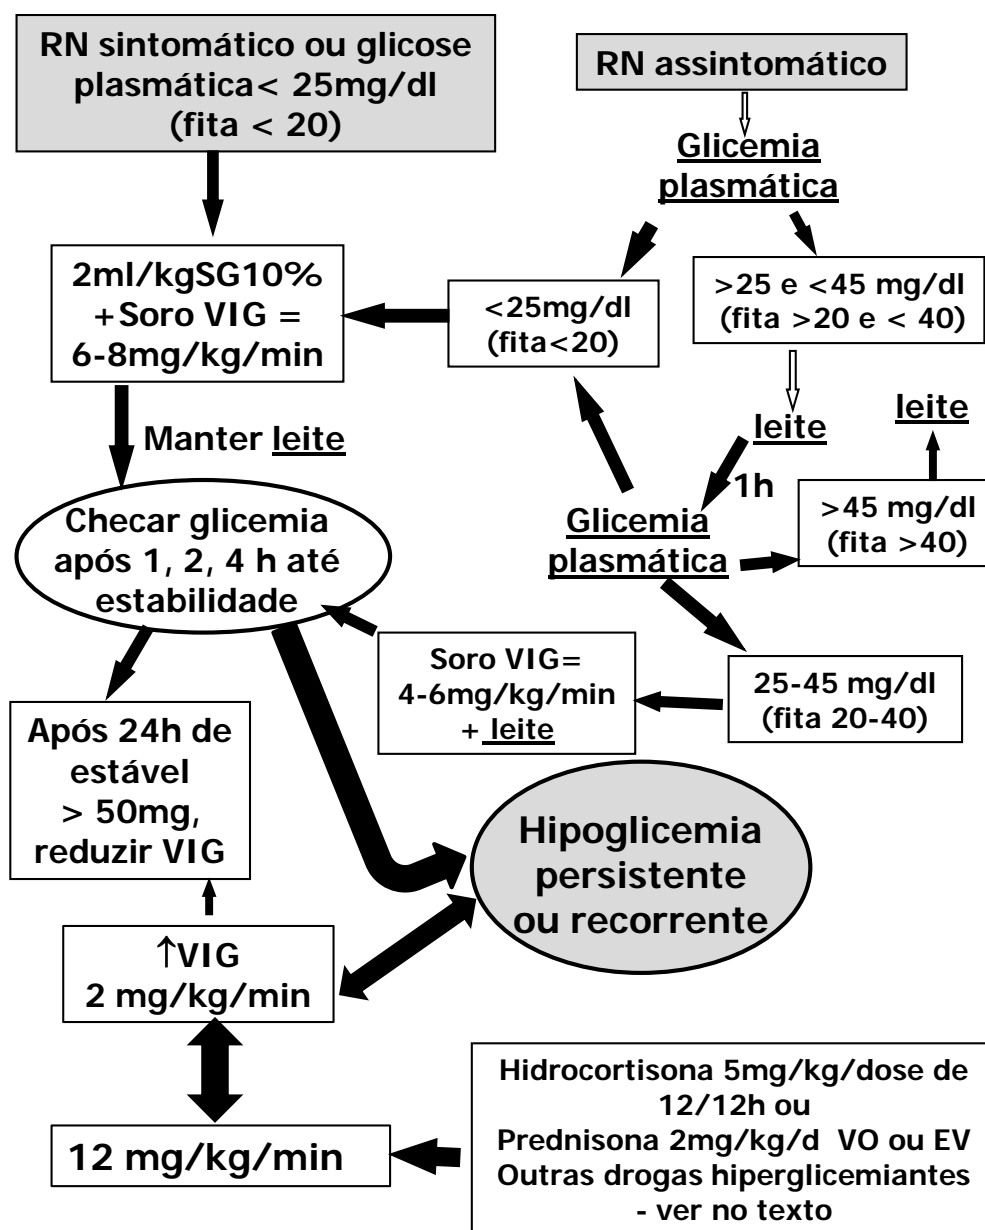 RN sintomático ou glicose
plasmática< 25mg/dl
(fita < 20)
RN assintomático
Glicemia
plasmática
2ml/kgSG10%
+Soro VIG =
6-8mg/kg/min
<25mg/dl
(fita<20)
>25 e <45 mg/dl
(fita >20 e < 40)
leite
leite
Manter leite
1h
Checar glicemia
após 1, 2, 4 h até
estabilidade
Glicemia
plasmática
>45 mg/dl
(fita >40)
Soro VIG=
4-6mg/kg/min
+ leite
25-45 mg/dl
(fita 20-40)
Após 24h de
estável
> 50mg,
reduzir VIG
Hipoglicemia
persistente
ou recorrente
↑VIG
2 mg/kg/min
12 mg/kg/min
Hidrocortisona 5mg/kg/dose de
12/12h ou
Prednisona 2mg/kg/d VO ou EV
Outras drogas hiperglicemiantes
- ver no texto